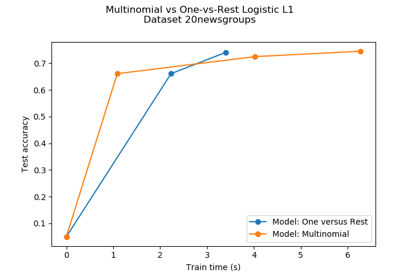 Multinomial vs One-vs-Rest Logistic L1
Dataset 20newsgroups
0.7
0.6
0.5
0.4
0.3
0.2
0.1
Test accuracy
Model: One versus Rest
Model: Multinomial
0 1 2 3 4 5 6
Train time (s)